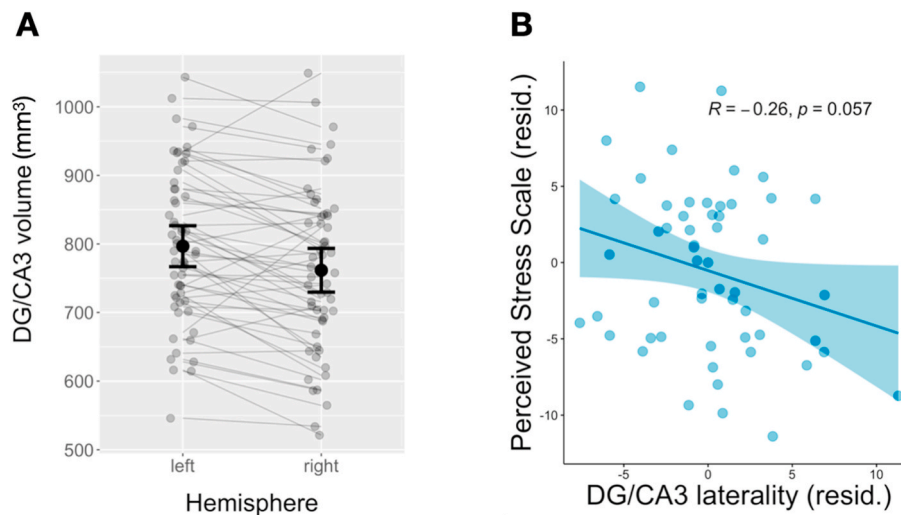 A
DG/CA3 volume (mm³)
1000
900
800
700
600
500
left
right
Hemisphere
B
Perceived Stress Scale (resid.)
10
5
0
-5
-10
R = −0.26, p = 0.057
-5
0
5
10
DG/CA3 laterality (resid.)